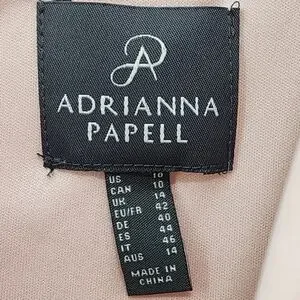 ADRIANNA
PAPELL
US 10
CAN 10
UK 14
EU/FR 42
DE 40
ES 44
IT 46
AUS 14
MADE IN
CHINA